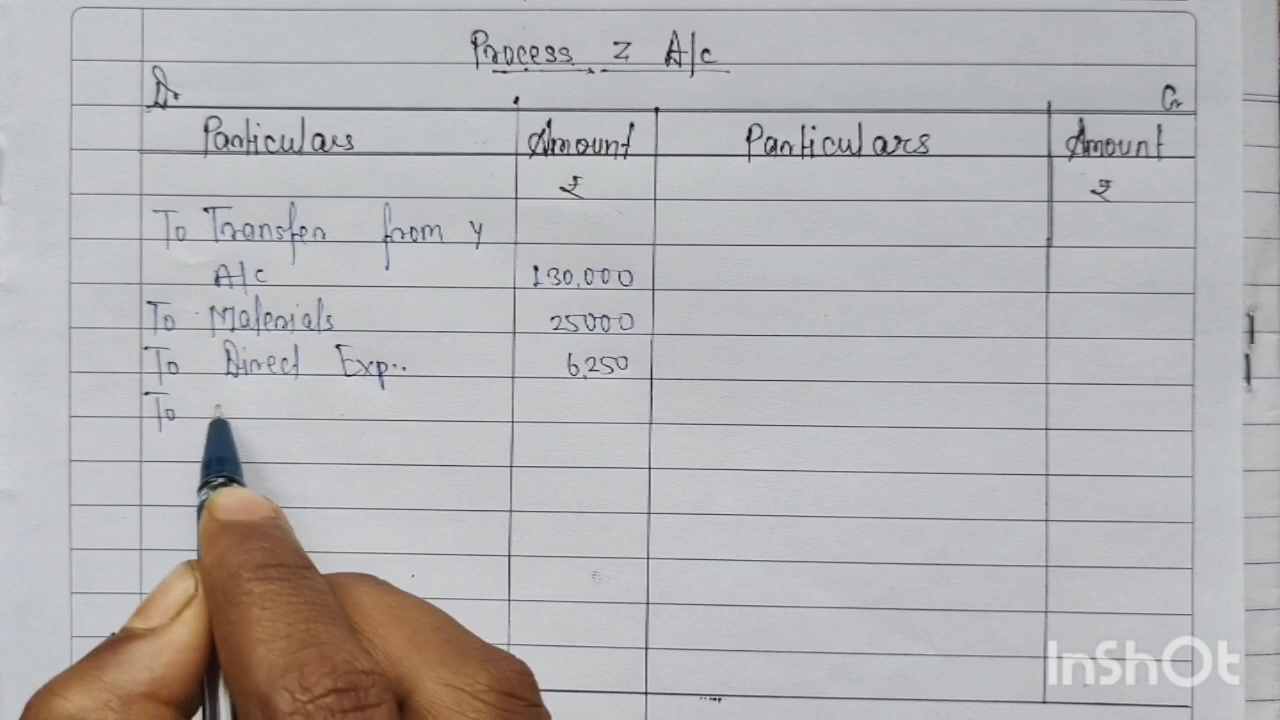 Process Z A/c
Dr Cr
Particulars Amount Particulars Amount
₹ ₹
To Transfer from Y
A/c 130,000
To Materials 25000
To Direct Exp.. 6,250
To
InShOt